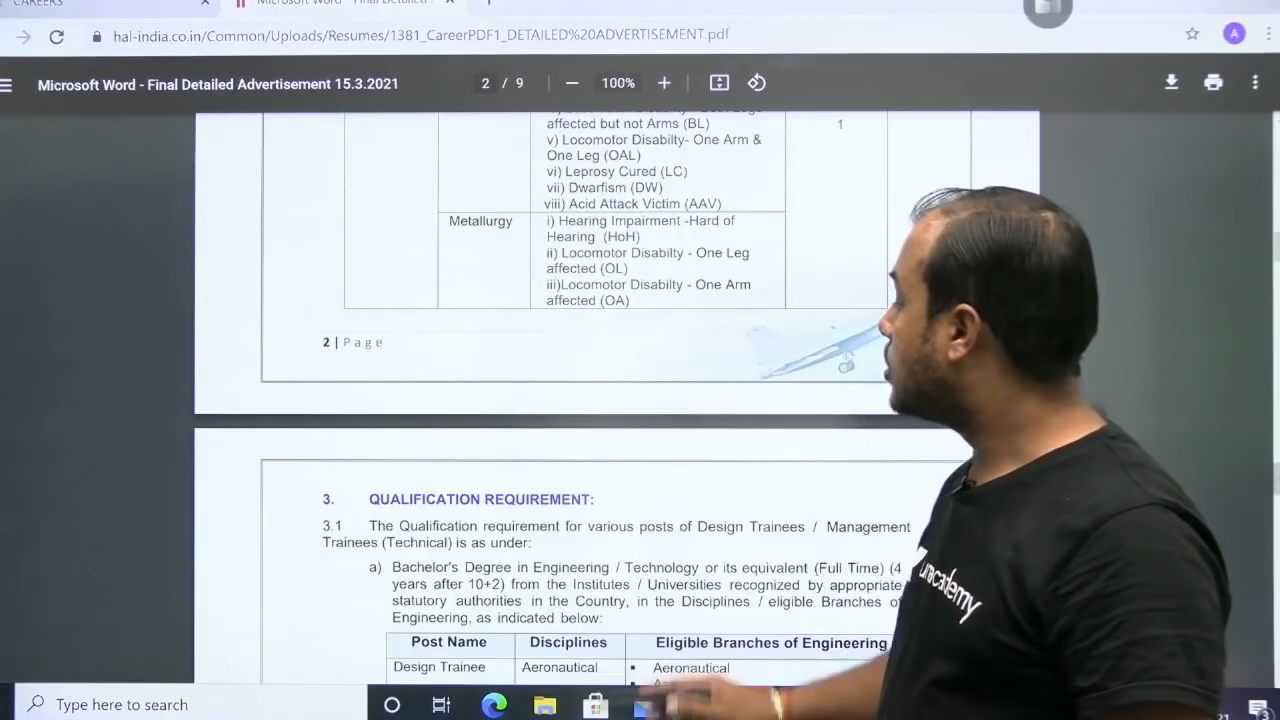 CAREERS
Microsoft Word - Final Detailed
hal-india.co.in/Common/Uploads/Resumes/1381_CareerPDF1_DETAILED%20ADVERTISEMENT.pdf
A
Microsoft Word - Final Detailed Advertisement 15.3.2021
2 / 9
100%
affected but not Arms (BL)
1
v) Locomotor Disabilty- One Arm &
One Leg (OAL)
vi) Leprosy Cured (LC)
vii) Dwarfism (DW)
viii) Acid Attack Victim (AAV)
Metallurgy
i) Hearing Impairment -Hard of
Hearing (HoH)
ii) Locomotor Disabilty - One Leg
affected (OL)
iii)Locomotor Disabilty - One Arm
affected (OA)
2 | Page
3. QUALIFICATION REQUIREMENT:
3.1 The Qualification requirement for various posts of Design Trainees / Management
Trainees (Technical) is as under:
a) Bachelor's Degree in Engineering / Technology or its equivalent (Full Time) (4
years after 10+2) from the Institutes / Universities recognized by appropriate
statutory authorities in the Country, in the Disciplines / eligible Branches of
Engineering, as indicated below:
Post Name Disciplines Eligible Branches of Engineering
Design Trainee Aeronautical ▪ Aeronautical
unacademy
Type here to search
21
3